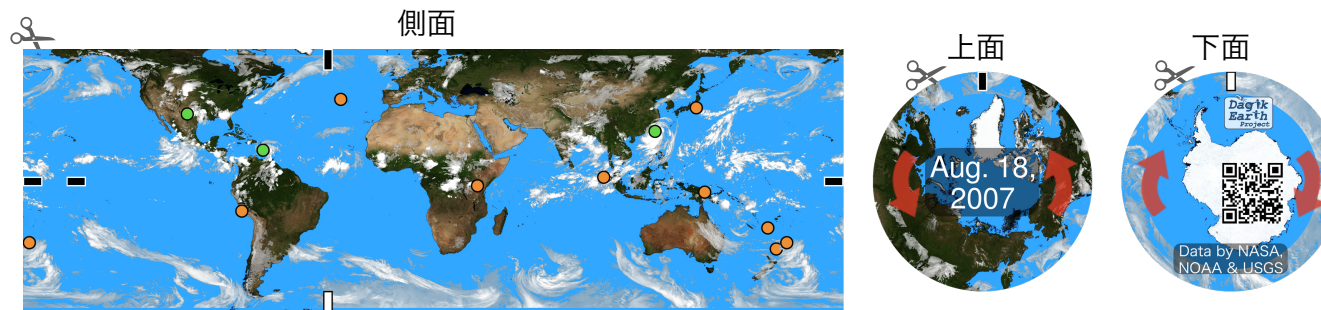 側面
上面
下面
Aug. 18,
2007
Dagik
Earth
Project
Data by NASA,
NOAA & USGS